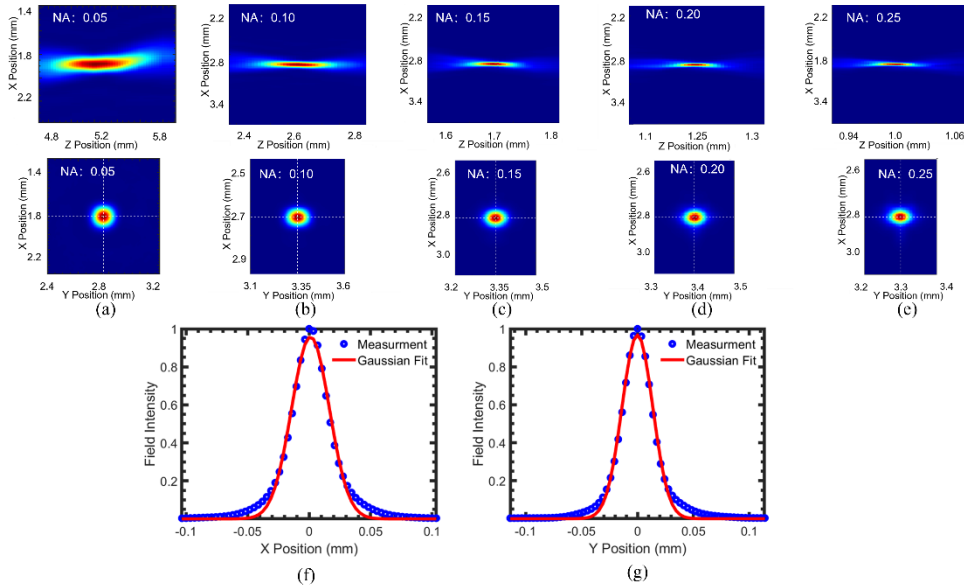 NA: 0.05
NA: 0.10
NA: 0.15
NA: 0.20
NA: 0.25
X Position (mm)
1.4
1.8
2.2
X Position (mm)
2.2
2.8
3.4
X Position (mm)
2.2
2.8
3.4
X Position (mm)
2.2
2.8
3.4
X Position (mm)
2.2
1.8
3.4
4.8 5.2 5.8
2.4 2.6 2.8
1.6 1.7 1.8
1.1 1.25 1.3
0.94 1.0 1.06
Z Position (mm)
Z Position (mm)
Z Position (mm)
Z Position (mm)
Z Position (mm)
NA: 0.05
NA: 0.10
NA: 0.15
NA: 0.20
NA: 0.25
X Position (mm)
1.4
1.8
2.2
X Position (mm)
2.4
2.7
2.9
X Position (mm)
2.6
2.8
3.0
X Position (mm)
2.6
2.8
3.0
X Position (mm)
2.6
2.8
3.0
2.4 2.8 3.2
3.1 3.35 3.6
3.2 3.35 3.5
3.3 3.4 3.5
3.2 3.3 3.4
Y Position (mm)
Y Position (mm)
Y Position (mm)
Y Position (mm)
Y Position (mm)
(a)
(b)
(c)
(d)
(e)
Field Intensity
1
0.8
0.6
0.4
0.2
Measurment
Gaussian Fit
-0.1 -0.05 0 0.05 0.1
X Position (mm)
(f)
Field Intensity
1
0.8
0.6
0.4
0.2
Measurment
Gaussian Fit
-0.1 -0.05 0 0.05 0.1
Y Position (mm)
(g)